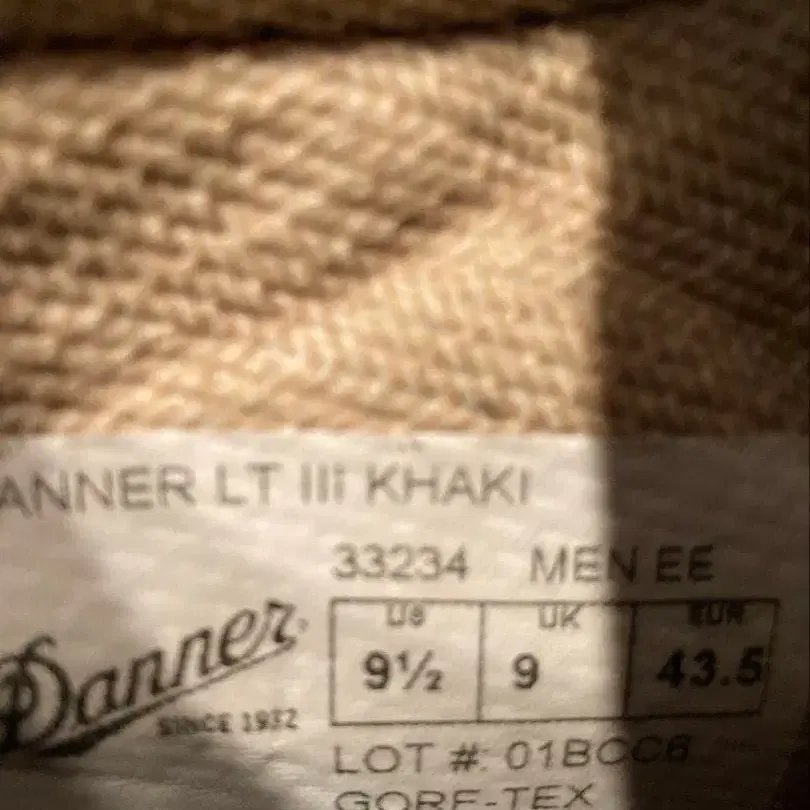 ANNER LT III KHAKI
33234 MEN EE
US UK EUR
9½ 9 43.5
Danner
SINCE 1932
LOT #: 01BCC6
GORE-TEX